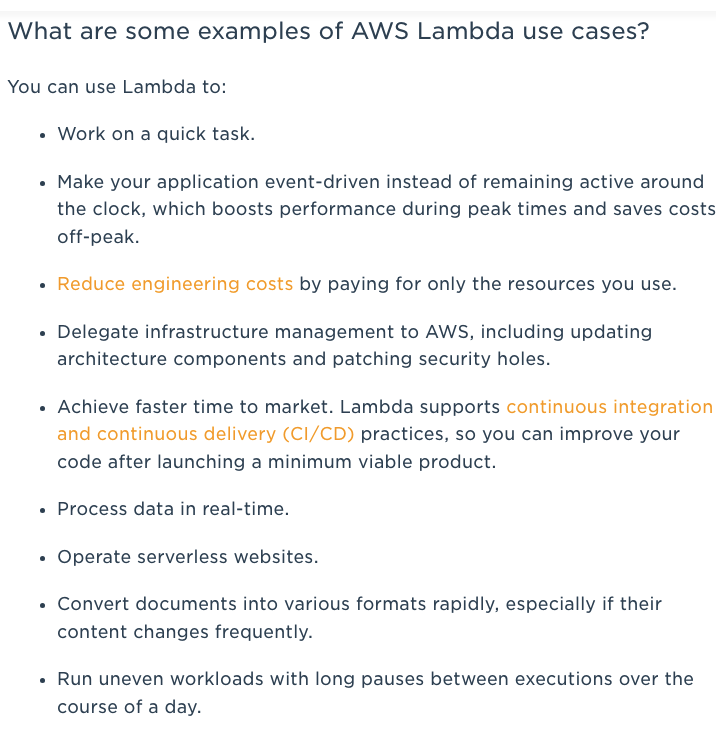 What are some examples of AWS Lambda use cases?
You can use Lambda to:
• Work on a quick task.
• Make your application event-driven instead of remaining active around
the clock, which boosts performance during peak times and saves costs
off-peak.
• Reduce engineering costs by paying for only the resources you use.
• Delegate infrastructure management to AWS, including updating
architecture components and patching security holes.
• Achieve faster time to market. Lambda supports continuous integration
and continuous delivery (CI/CD) practices, so you can improve your
code after launching a minimum viable product.
• Process data in real-time.
• Operate serverless websites.
• Convert documents into various formats rapidly, especially if their
content changes frequently.
• Run uneven workloads with long pauses between executions over the
course of a day.